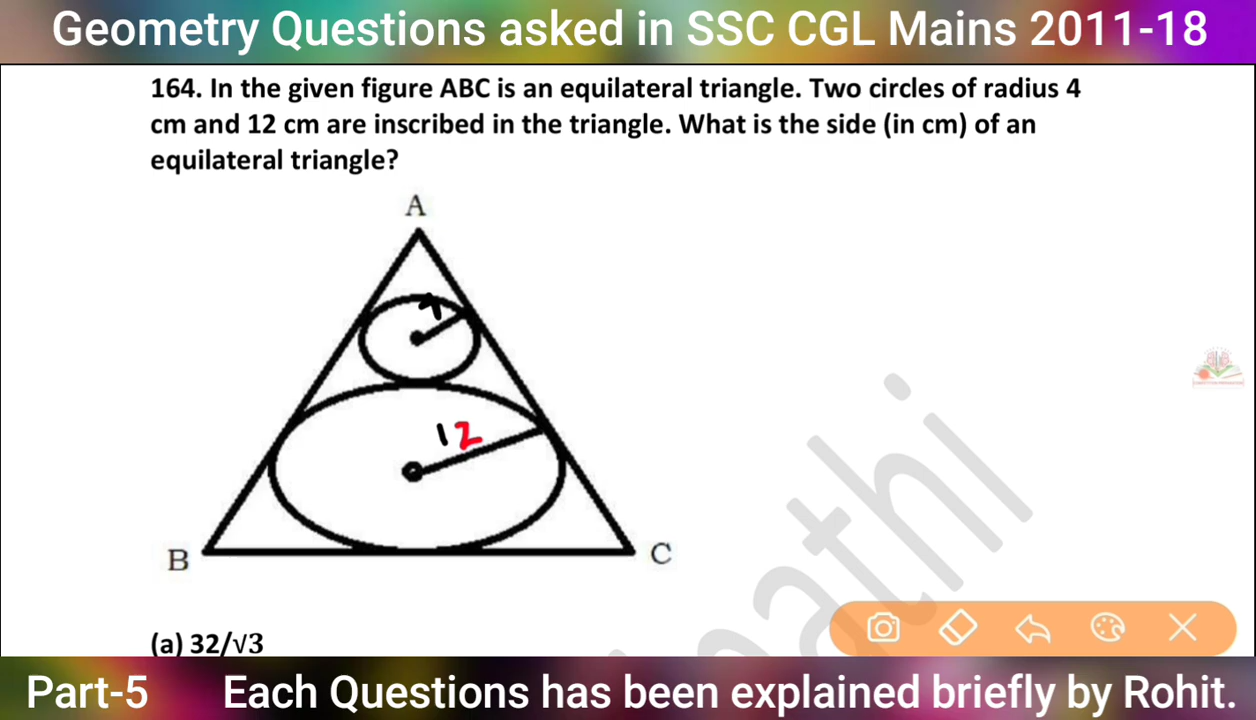 Geometry Questions asked in SSC CGL Mains 2011-18
164. In the given figure ABC is an equilateral triangle. Two circles of radius 4
cm and 12 cm are inscribed in the triangle. What is the side (in cm) of an
equilateral triangle?
A
12
B
C
(a) 32/√3
Part-5 Each Questions has been explained briefly by Rohit.